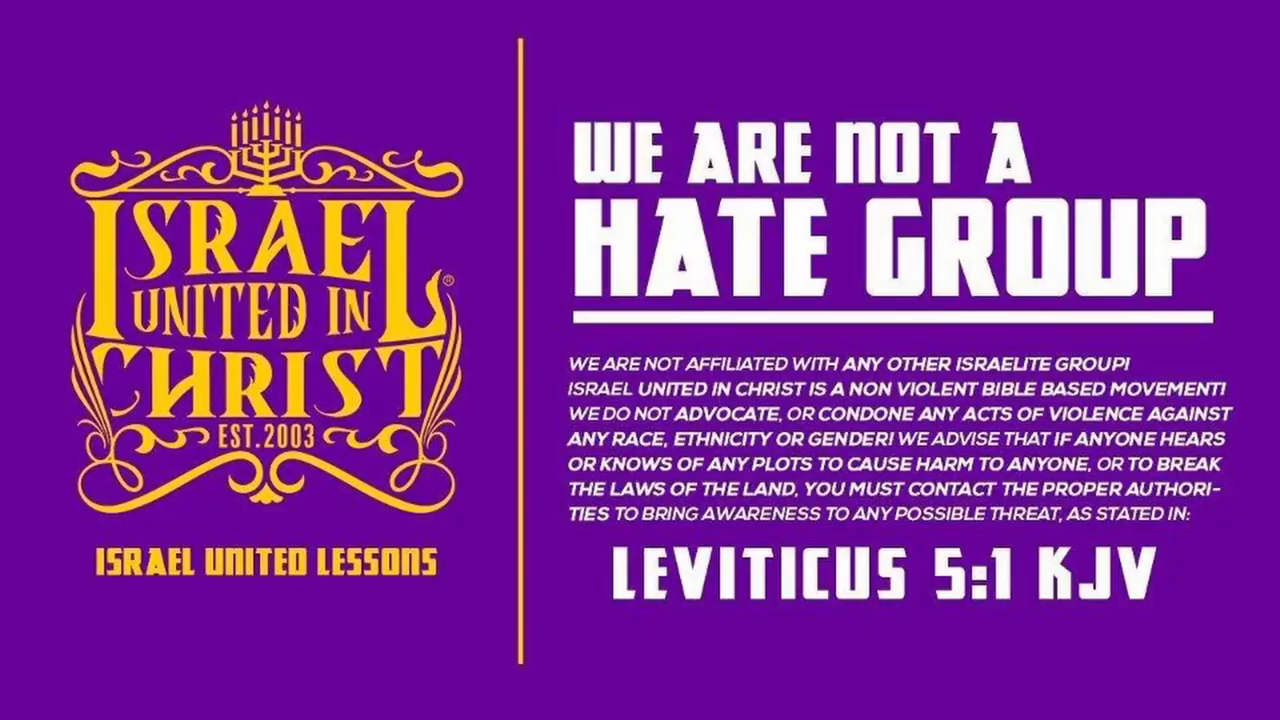 ISRAEL
UNITED IN
CHRIST
EST.2003
ISRAEL UNITED LESSONS
WE ARE NOT A
HATE GROUP
WE ARE NOT AFFILIATED WITH ANY OTHER ISRAELITE GROUP!
ISRAEL UNITED IN CHRIST IS A NON VIOLENT BIBLE BASED MOVEMENT!
WE DO NOT ADVOCATE, OR CONDONE ANY ACTS OF VIOLENCE AGAINST
ANY RACE, ETHNICITY OR GENDER! WE ADVISE THAT IF ANYONE HEARS
OR KNOWS OF ANY PLOTS TO CAUSE HARM TO ANYONE, OR TO BREAK
THE LAWS OF THE LAND, YOU MUST CONTACT THE PROPER AUTHORI-
TIES TO BRING AWARENESS TO ANY POSSIBLE THREAT, AS STATED IN:
LEVITICUS 5:1 KJV